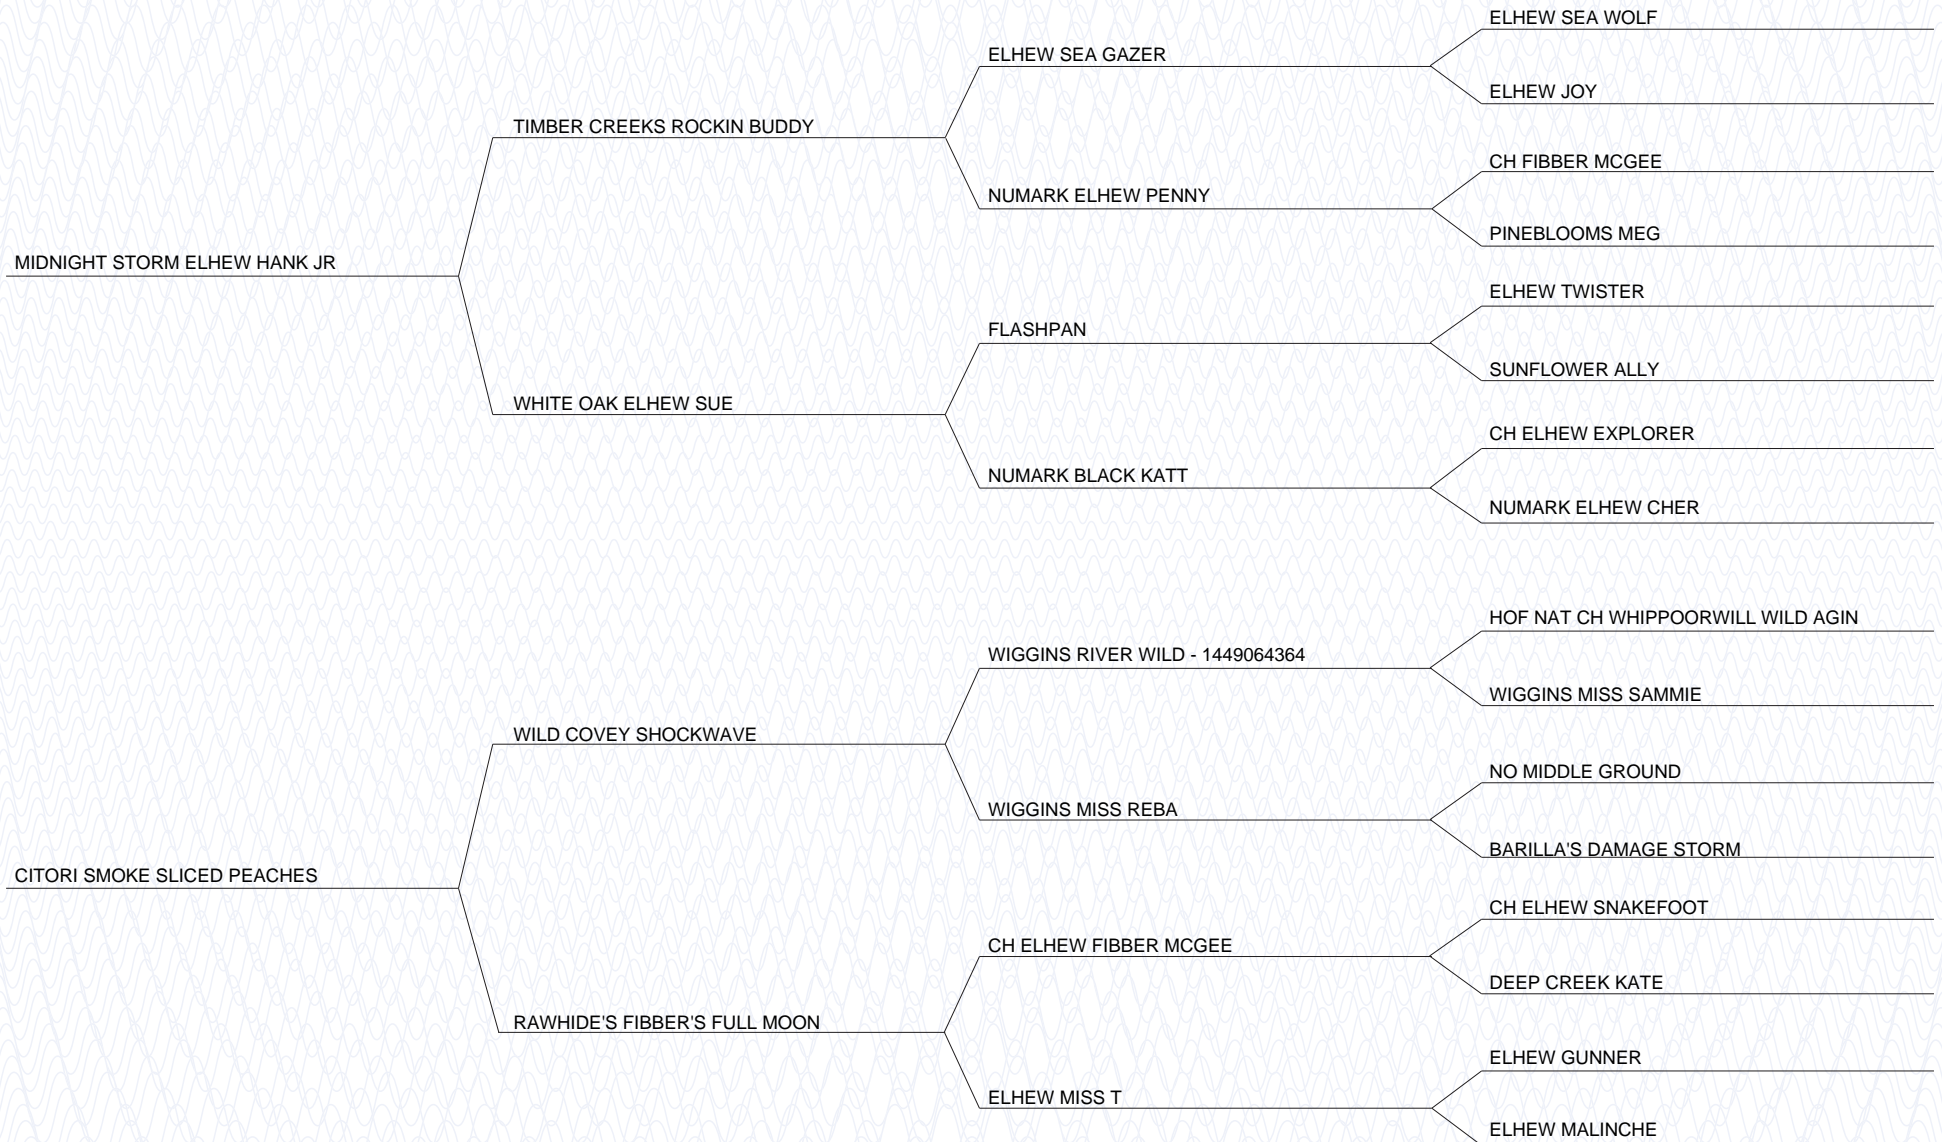 ELHEW SEA WOLF
ELHEW SEA GAZER
ELHEW JOY
TIMBER CREEKS ROCKIN BUDDY
CH FIBBER MCGEE
NUMARK ELHEW PENNY
PINEBLOOMS MEG
MIDNIGHT STORM ELHEW HANK JR
ELHEW TWISTER
FLASHPAN
SUNFLOWER ALLY
WHITE OAK ELHEW SUE
CH ELHEW EXPLORER
NUMARK BLACK KATT
NUMARK ELHEW CHER
HOF NAT CH WHIPPOORWILL WILD AGIN
WIGGINS RIVER WILD - 1449064364
WIGGINS MISS SAMMIE
WILD COVEY SHOCKWAVE
NO MIDDLE GROUND
WIGGINS MISS REBA
BARILLA'S DAMAGE STORM
CITORI SMOKE SLICED PEACHES
CH ELHEW SNAKEFOOT
CH ELHEW FIBBER MCGEE
DEEP CREEK KATE
RAWHIDE'S FIBBER'S FULL MOON
ELHEW GUNNER
ELHEW MISS T
ELHEW MALINCHE